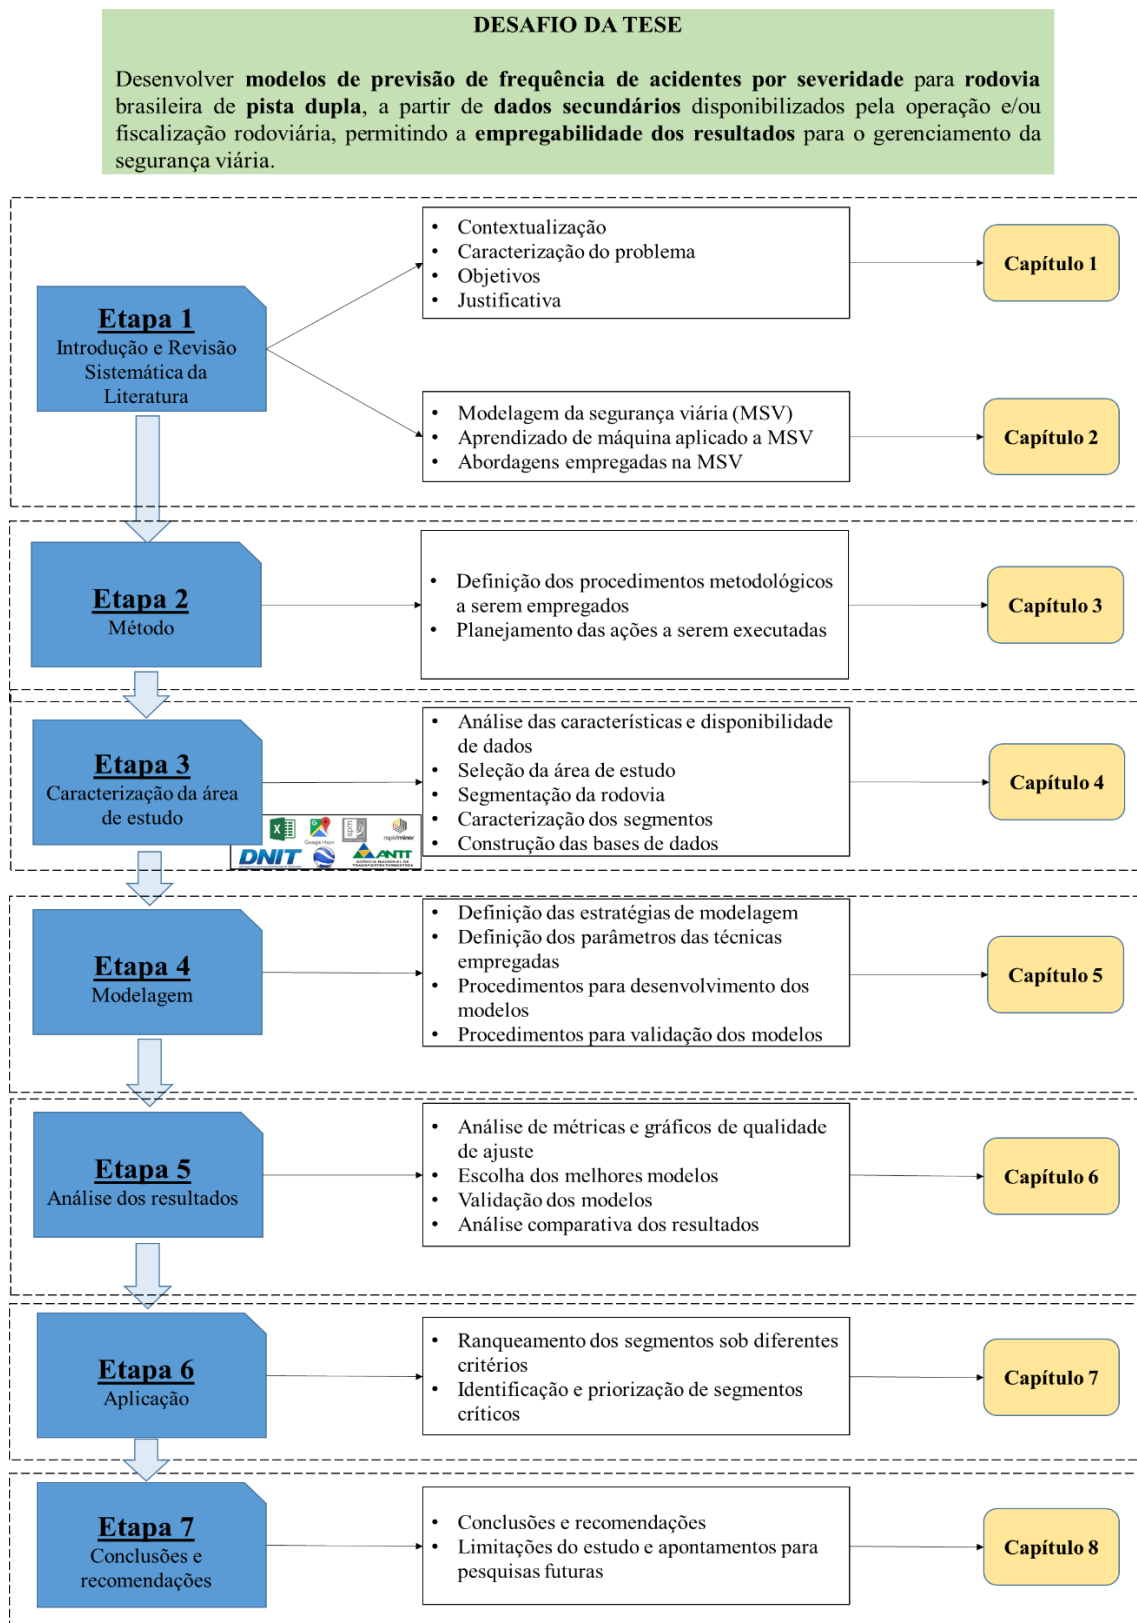 DESAFIO DA TESE
Desenvolver modelos de previsão de frequência de acidentes por severidade para rodovia
brasileira de pista dupla, a partir de dados secundários disponibilizados pela operação e/ou
fiscalização rodoviária, permitindo a empregabilidade dos resultados para o gerenciamento da
segurança viária.
Etapa 1
Introdução e Revisão
Sistemática da
Literatura
• Contextualização
• Caracterização do problema
• Objetivos
• Justificativa
Capítulo 1
• Modelagem da segurança viária (MSV)
• Aprendizado de máquina aplicado a MSV
• Abordagens empregadas na MSV
Capítulo 2
Etapa 2
Método
• Definição dos procedimentos metodológicos
a serem empregados
• Planejamento das ações a serem executadas
Capítulo 3
Etapa 3
Caracterização da área
de estudo
Google Maps
rapidminer
DNIT
ANTT
AGÊNCIA NACIONAL DE
TRANSPORTES TERRESTRES
• Análise das características e disponibilidade
de dados
• Seleção da área de estudo
• Segmentação da rodovia
• Caracterização dos segmentos
• Construção das bases de dados
Capítulo 4
Etapa 4
Modelagem
• Definição das estratégias de modelagem
• Definição dos parâmetros das técnicas
empregadas
• Procedimentos para desenvolvimento dos
modelos
• Procedimentos para validação dos modelos
Capítulo 5
Etapa 5
Análise dos resultados
• Análise de métricas e gráficos de qualidade
de ajuste
• Escolha dos melhores modelos
• Validação dos modelos
• Análise comparativa dos resultados
Capítulo 6
Etapa 6
Aplicação
• Ranqueamento dos segmentos sob diferentes
critérios
• Identificação e priorização de segmentos
críticos
Capítulo 7
Etapa 7
Conclusões e
recomendações
• Conclusões e recomendações
• Limitações do estudo e apontamentos para
pesquisas futuras
Capítulo 8